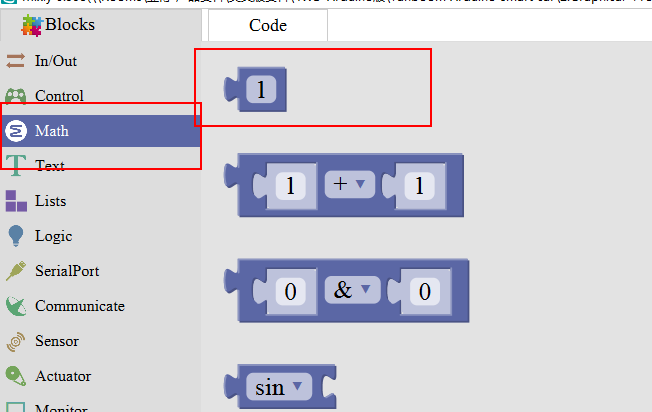 Blocks
Code
In/Out
Control
Math
Text
Lists
Logic
SerialPort
Communicate
Sensor
Actuator
Monitor
1
1 + 1
0 & 0
sin